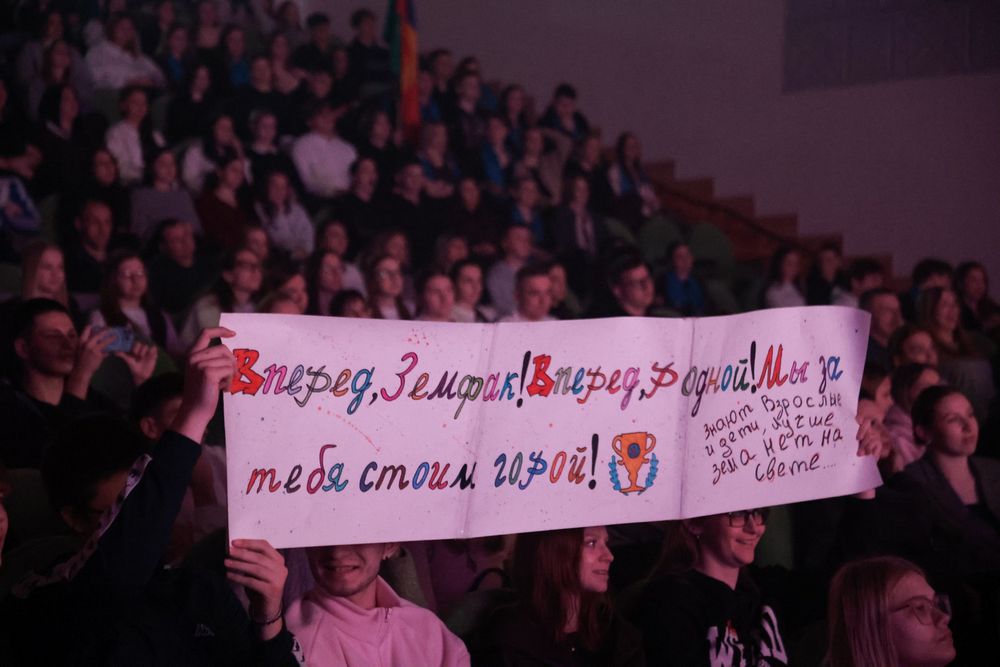 Вперед, Земфак! Вперед, родной! Мы за
тебя стоим горой!
знают взрослые
и дети, лучше
зема нет на
свете....